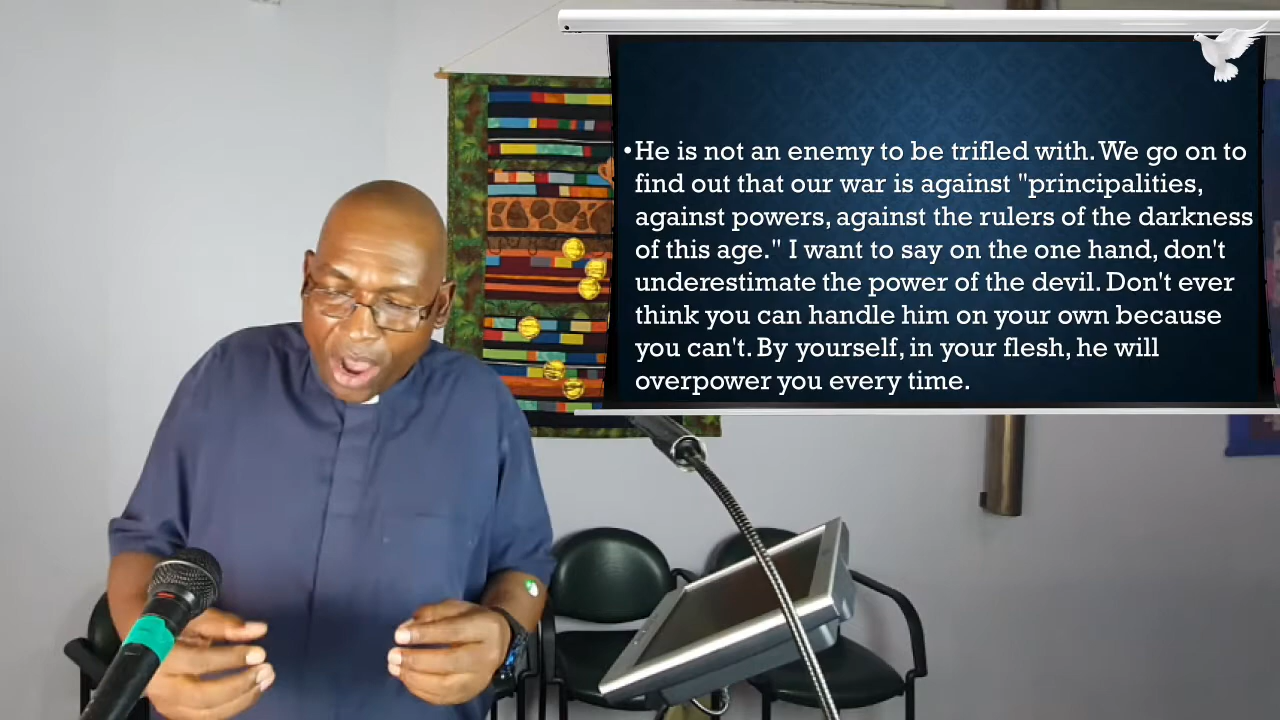 •He is not an enemy to be trifled with. We go on to
find out that our war is against "principalities,
against powers, against the rulers of the darkness
of this age." I want to say on the one hand, don't
underestimate the power of the devil. Don't ever
think you can handle him on your own because
you can't. By yourself, in your flesh, he will
overpower you every time.